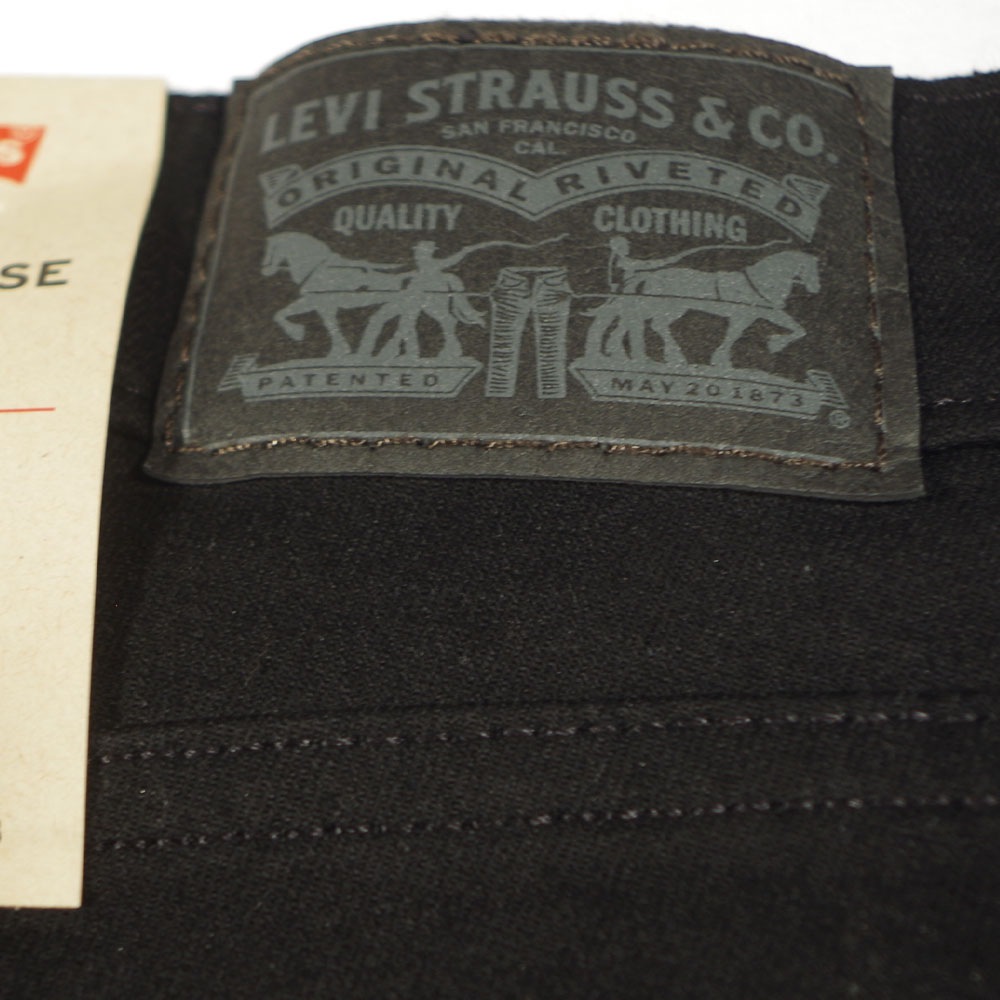 LEVI STRAUSS & CO.
SAN FRANCISCO
CAL.
ORIGINAL RIVETED
QUALITY CLOTHING
PATENTED MAY 20 1873
®
S
SE